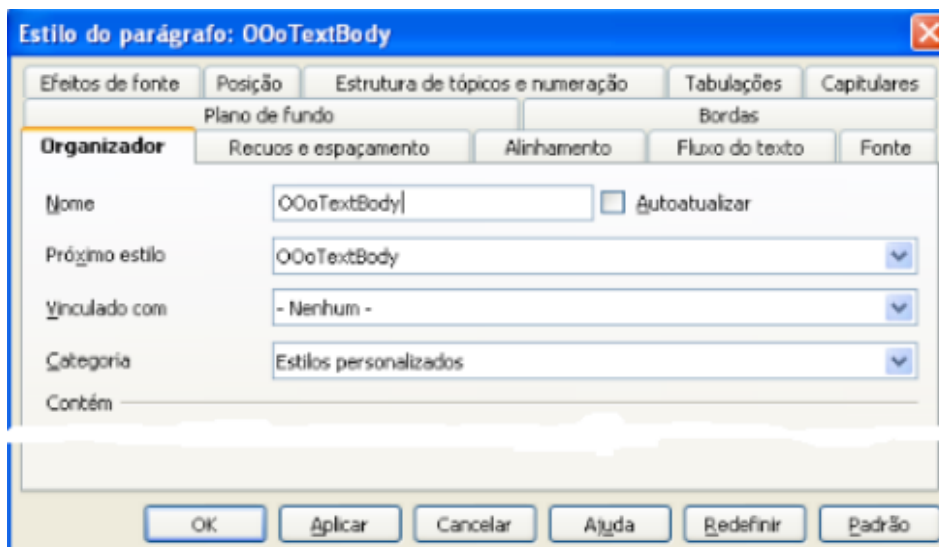 Estilo do parágrafo: OOoTextBody
Efeitos de fonte Posição Estrutura de tópicos e numeração Tabulações Capitulares
Plano de fundo Bordas
Organizador Recuos e espaçamento Alinhamento Fluxo do texto Fonte
Nome OOoTextBody Autoatualizar
Próximo estilo OOoTextBody
Vinculado com - Nenhum -
Categoria Estilos personalizados
Contém
OK Aplicar Cancelar Ajuda Redefinir Padrão